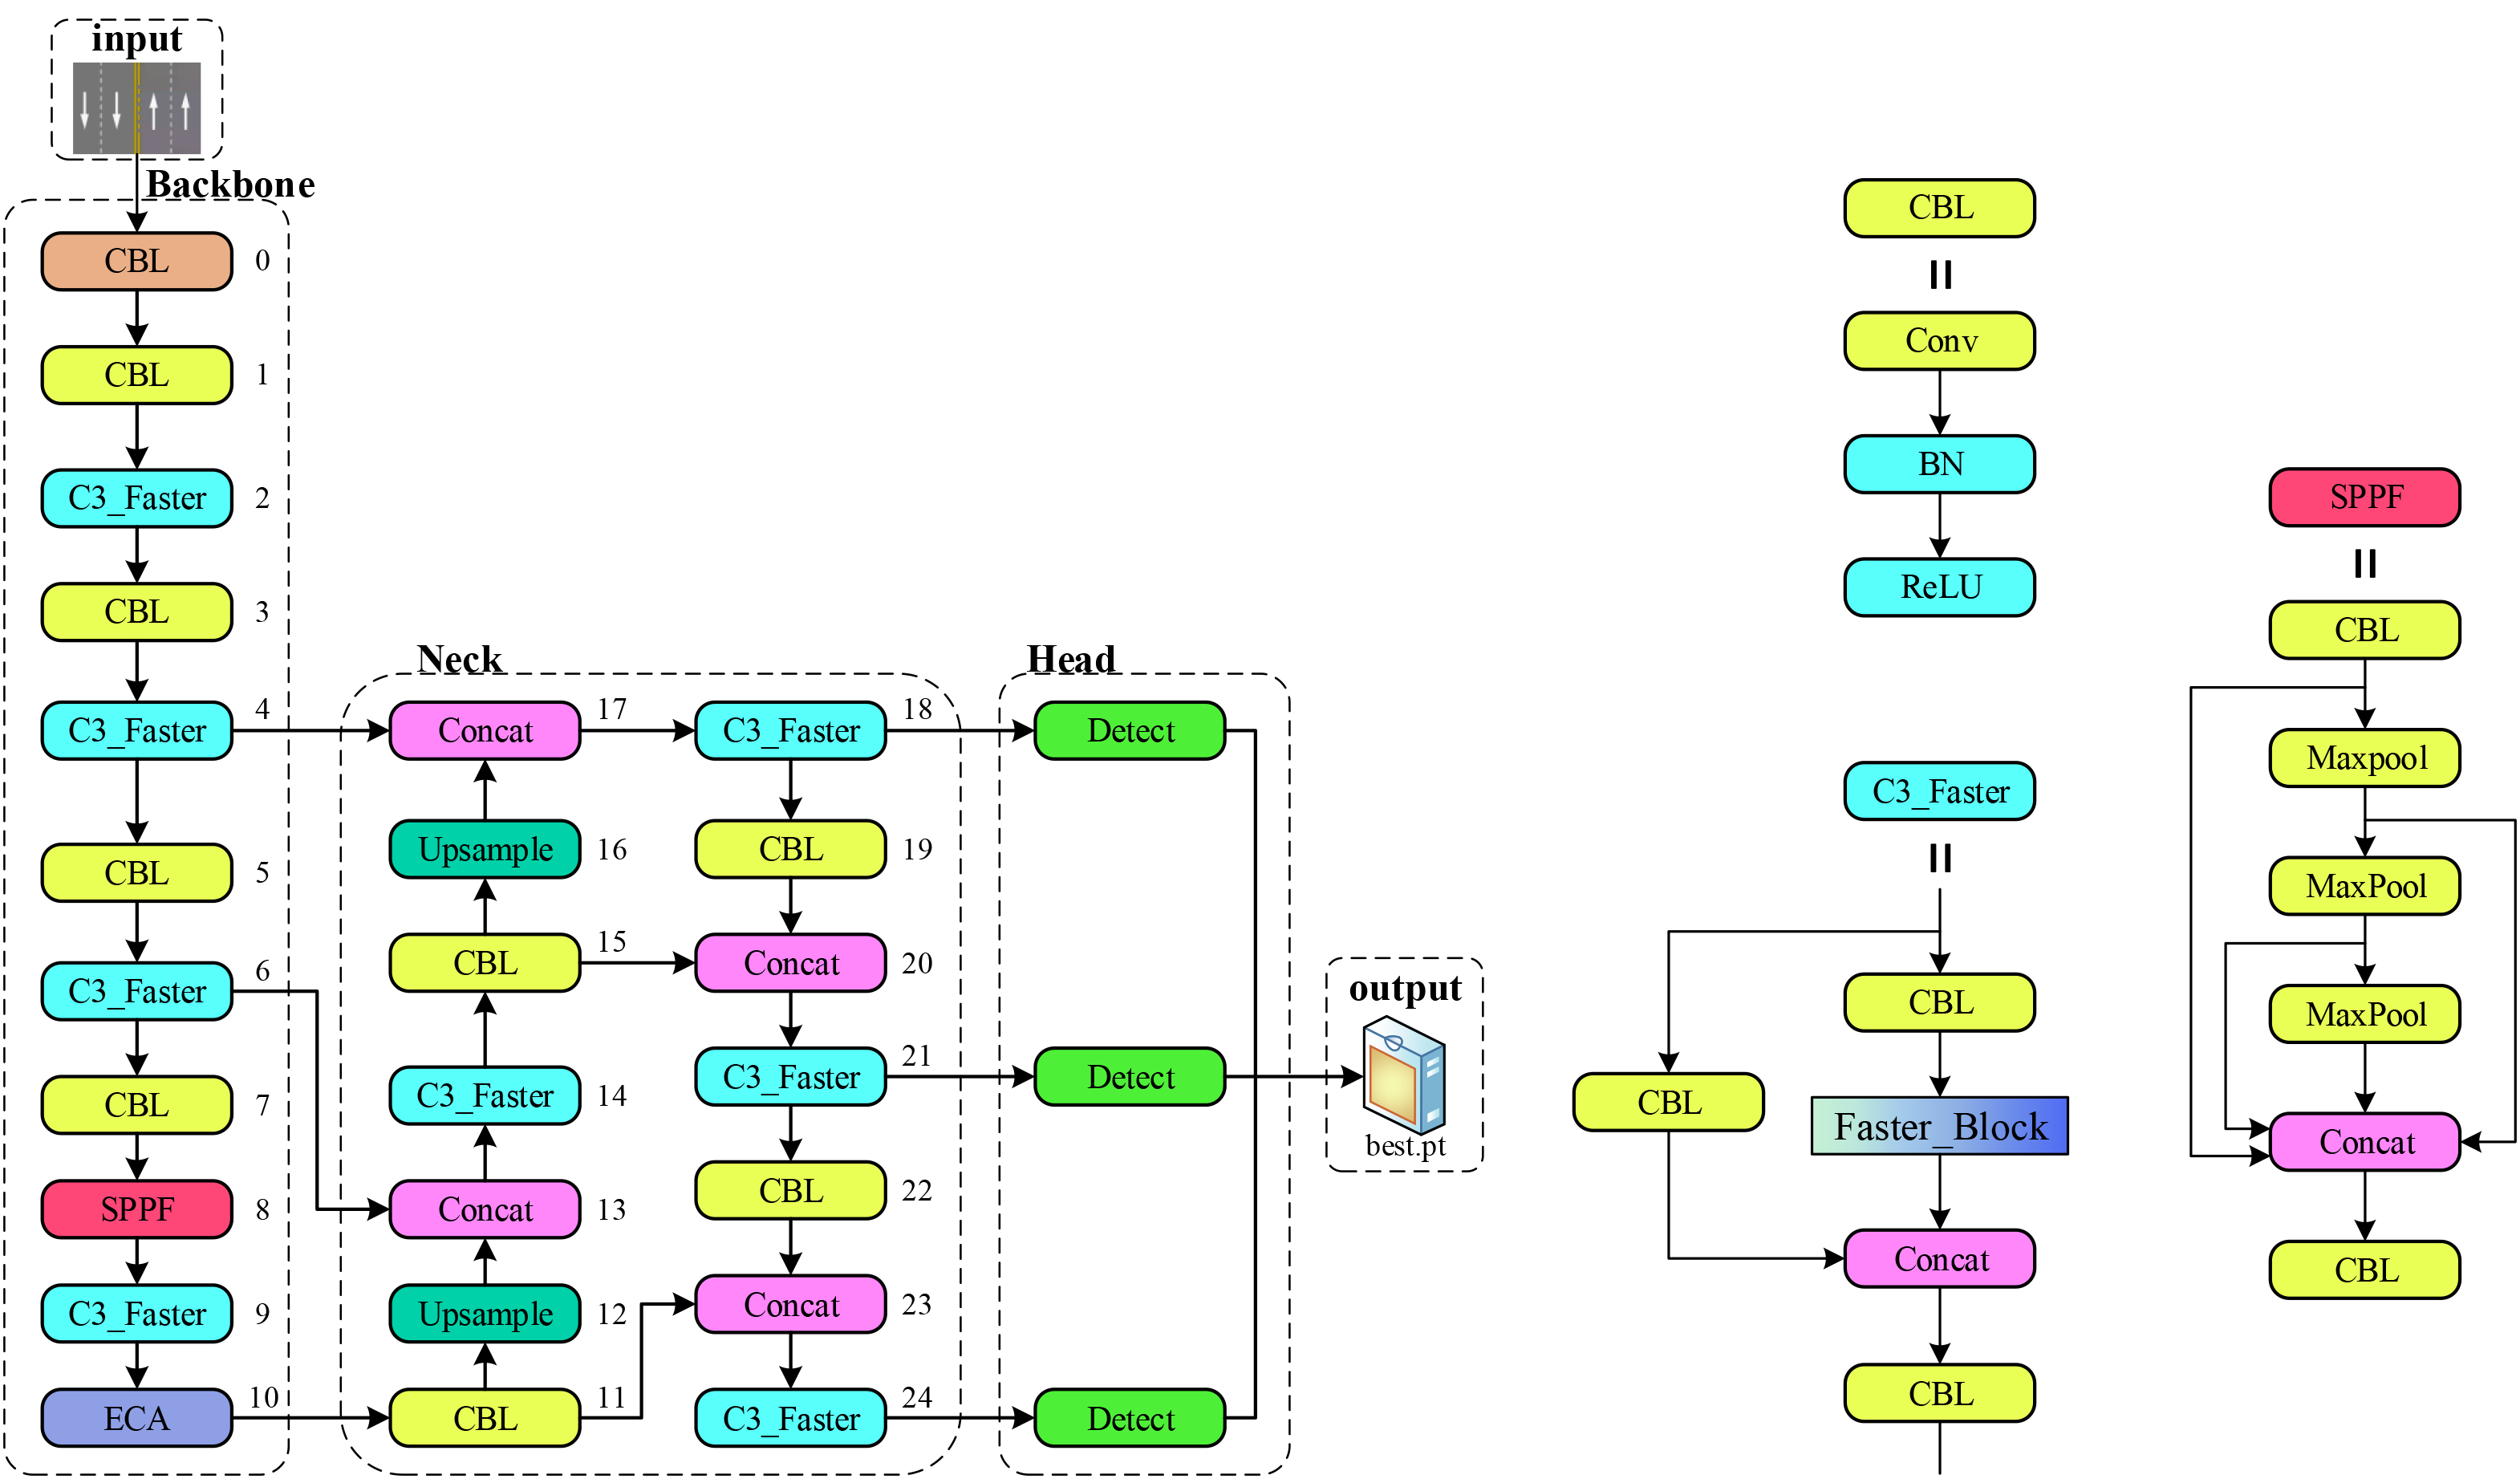 input
Backbone
CBL 0
CBL 1
C3_Faster 2
CBL 3
C3_Faster 4
CBL 5
C3_Faster 6
CBL 7
SPPF 8
C3_Faster 9
ECA 10
Neck
Concat 17
Upsample 16
CBL 15
C3_Faster 14
Concat 13
Upsample 12
CBL 11
C3_Faster 18
CBL 19
Concat 20
C3_Faster 21
CBL 22
Concat 23
C3_Faster 24
Head
Detect
Detect
Detect
output
best.pt
CBL
=
Conv
BN
ReLU
C3_Faster
=
CBL
CBL
Faster_Block
Concat
CBL
SPPF
=
CBL
Maxpool
MaxPool
MaxPool
Concat
CBL